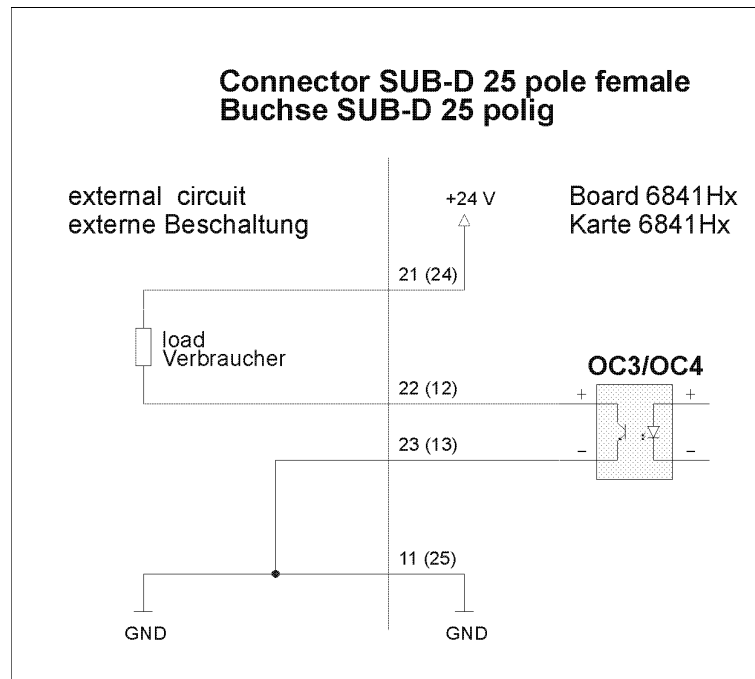 Connector SUB-D 25 pole female
Buchse SUB-D 25 polig
external circuit
externe Beschaltung
+24 V
Board 6841Hx
Karte 6841Hx
21 (24)
load
Verbraucher
OC3/OC4
22 (12)
+ +
23 (13)
− −
11 (25)
GND GND